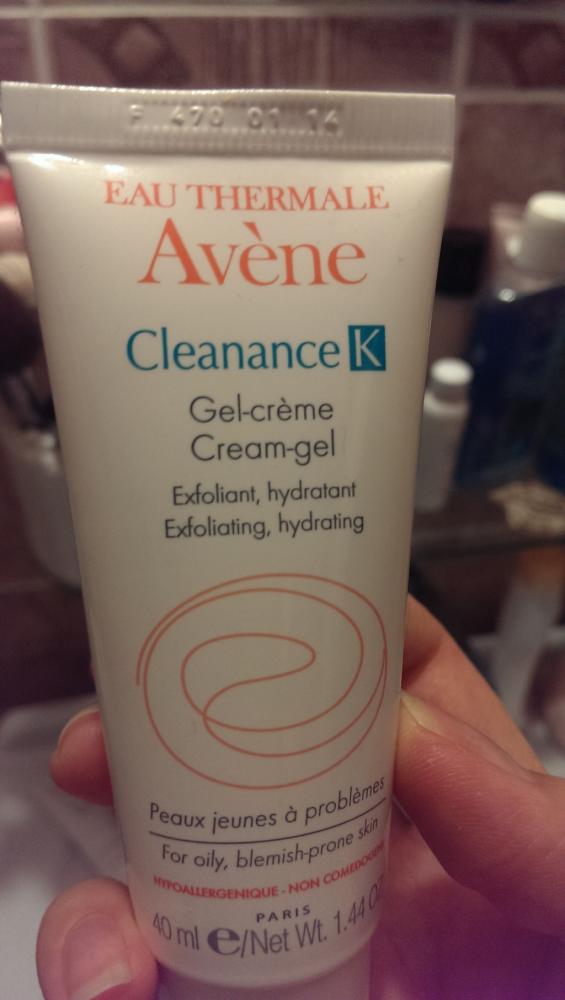 F 470 01 14
EAU THERMALE
Avène
Cleanance K
Gel-crème
Cream-gel
Exfoliant, hydratant
Exfoliating, hydrating
Peaux jeunes à problèmes
For oily, blemish-prone skin
HYPOALLERGENIQUE - NON COMEDOGENE
PARIS
40 ml e/Net Wt. 1.44 OZ